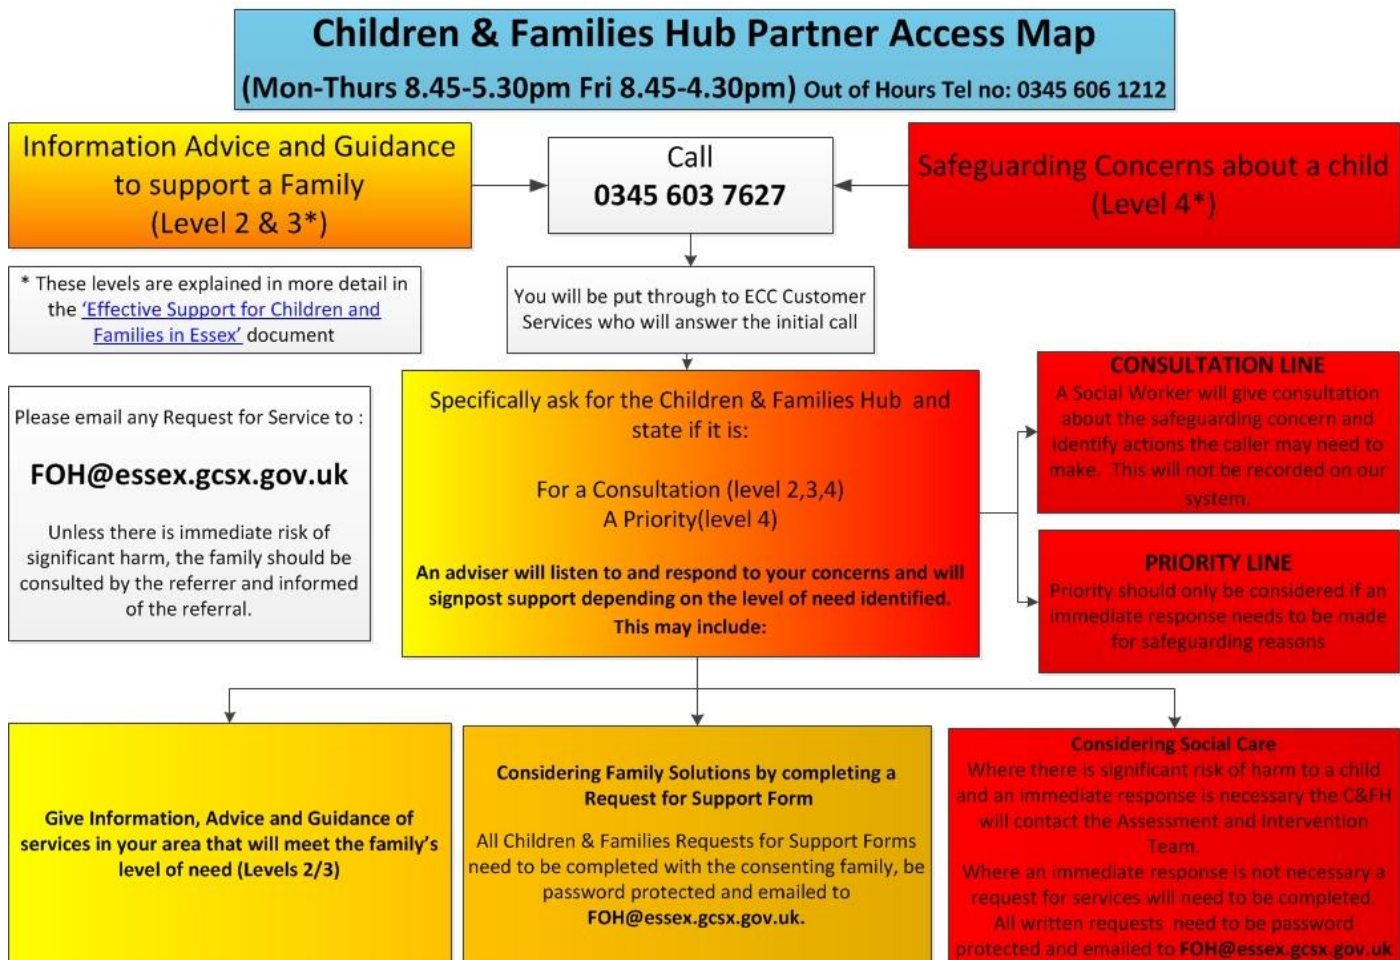 Children & Families Hub Partner Access Map
(Mon-Thurs 8.45-5.30pm Fri 8.45-4.30pm) Out of Hours Tel no: 0345 606 1212
Information Advice and Guidance
to support a Family
(Level 2 & 3*)
Call
0345 603 7627
Safeguarding Concerns about a child
(Level 4*)
* These levels are explained in more detail in
the 'Effective Support for Children and
Families in Essex' document
You will be put through to ECC Customer
Services who will answer the initial call
Please email any Request for Service to :
FOH@essex.gcsx.gov.uk
Unless there is immediate risk of
significant harm, the family should be
consulted by the referrer and informed
of the referral.
Specifically ask for the Children & Families Hub and
state if it is:
For a Consultation (level 2,3,4)
A Priority(level 4)
An adviser will listen to and respond to your concerns and will
signpost support depending on the level of need identified.
This may include:
CONSULTATION LINE
A Social Worker will give consultation
about the safeguarding concern and
identify actions the caller may need to
make. This will not be recorded on our
system.
PRIORITY LINE
Priority should only be considered if an
immediate response needs to be made
for safeguarding reasons
Give Information, Advice and Guidance of
services in your area that will meet the family's
level of need (Levels 2/3)
Considering Family Solutions by completing a
Request for Support Form
All Children & Families Requests for Support Forms
need to be completed with the consenting family, be
password protected and emailed to
FOH@essex.gcsx.gov.uk.
Considering Social Care
Where there is significant risk of harm to a child
and an immediate response is necessary the C&FH
will contact the Assessment and Intervention
Team.
Where an immediate response is not necessary a
request for services will need to be completed.
All written requests need to be password
protected and emailed to FOH@essex.gcsx.gov.uk